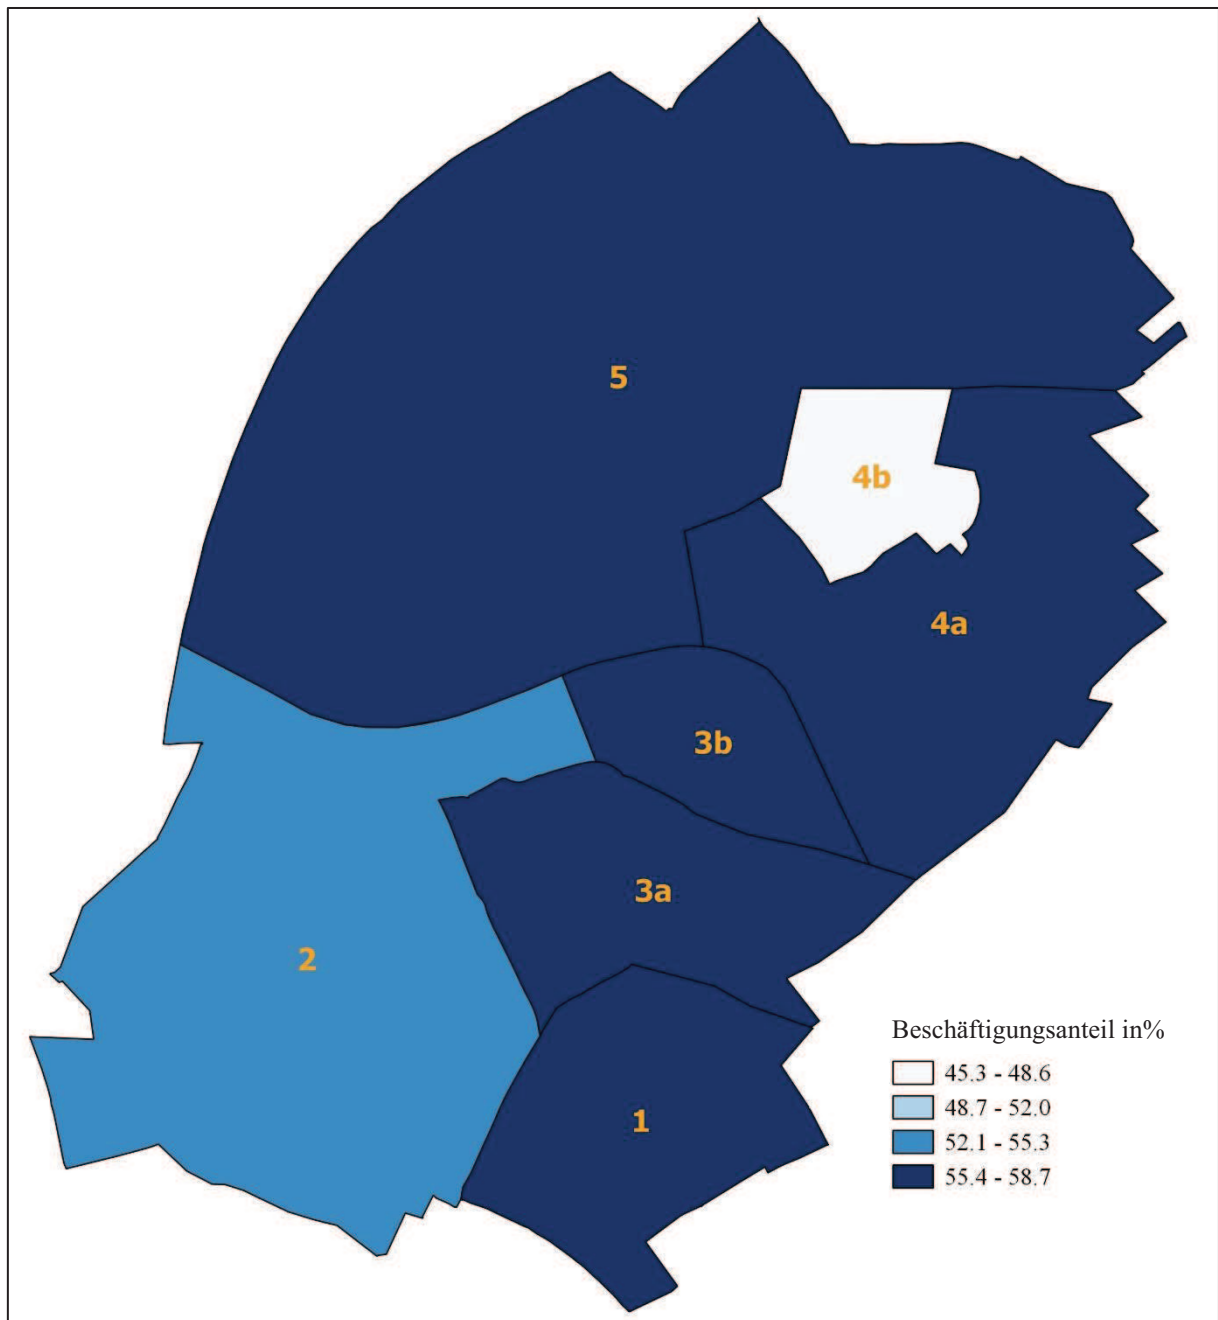 5
4b
4a
3b
3a
2
1
Beschäftigungsanteil in%
45.3 - 48.6
48.7 - 52.0
52.1 - 55.3
55.4 - 58.7